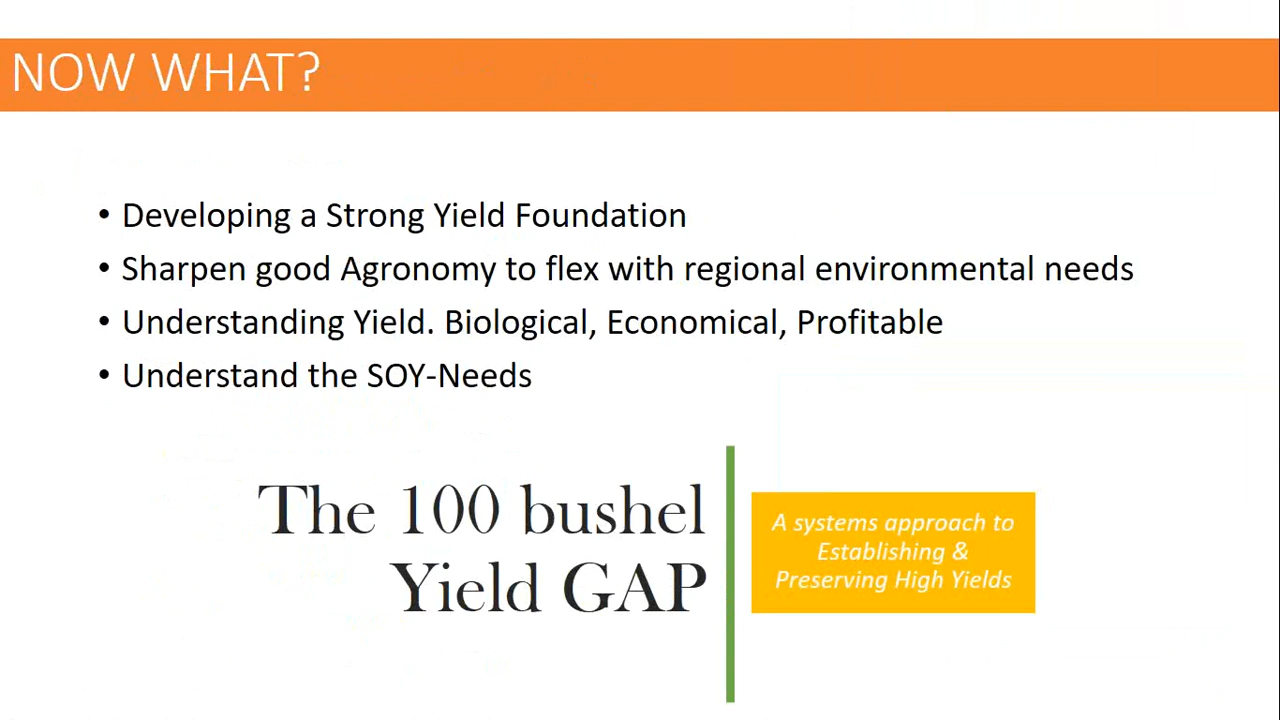 NOW WHAT?
• Developing a Strong Yield Foundation
• Sharpen good Agronomy to flex with regional environmental needs
• Understanding Yield. Biological, Economical, Profitable
• Understand the SOY-Needs
The 100 bushel
Yield GAP
A systems approach to
Establishing &
Preserving High Yields